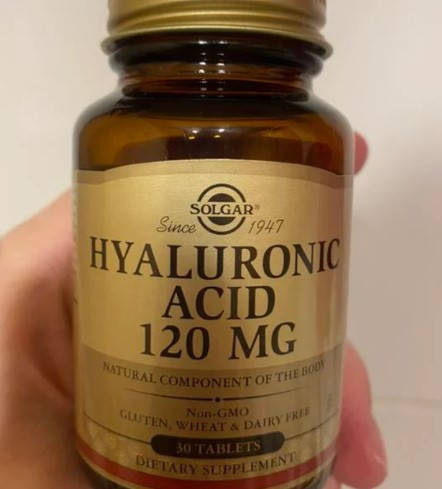 SOLGAR®
Since 1947
HYALURONIC
ACID
120 MG
NATURAL COMPONENT OF THE BODY
Non-GMO
GLUTEN, WHEAT & DAIRY FREE
30 TABLETS
DIETARY SUPPLEMENT